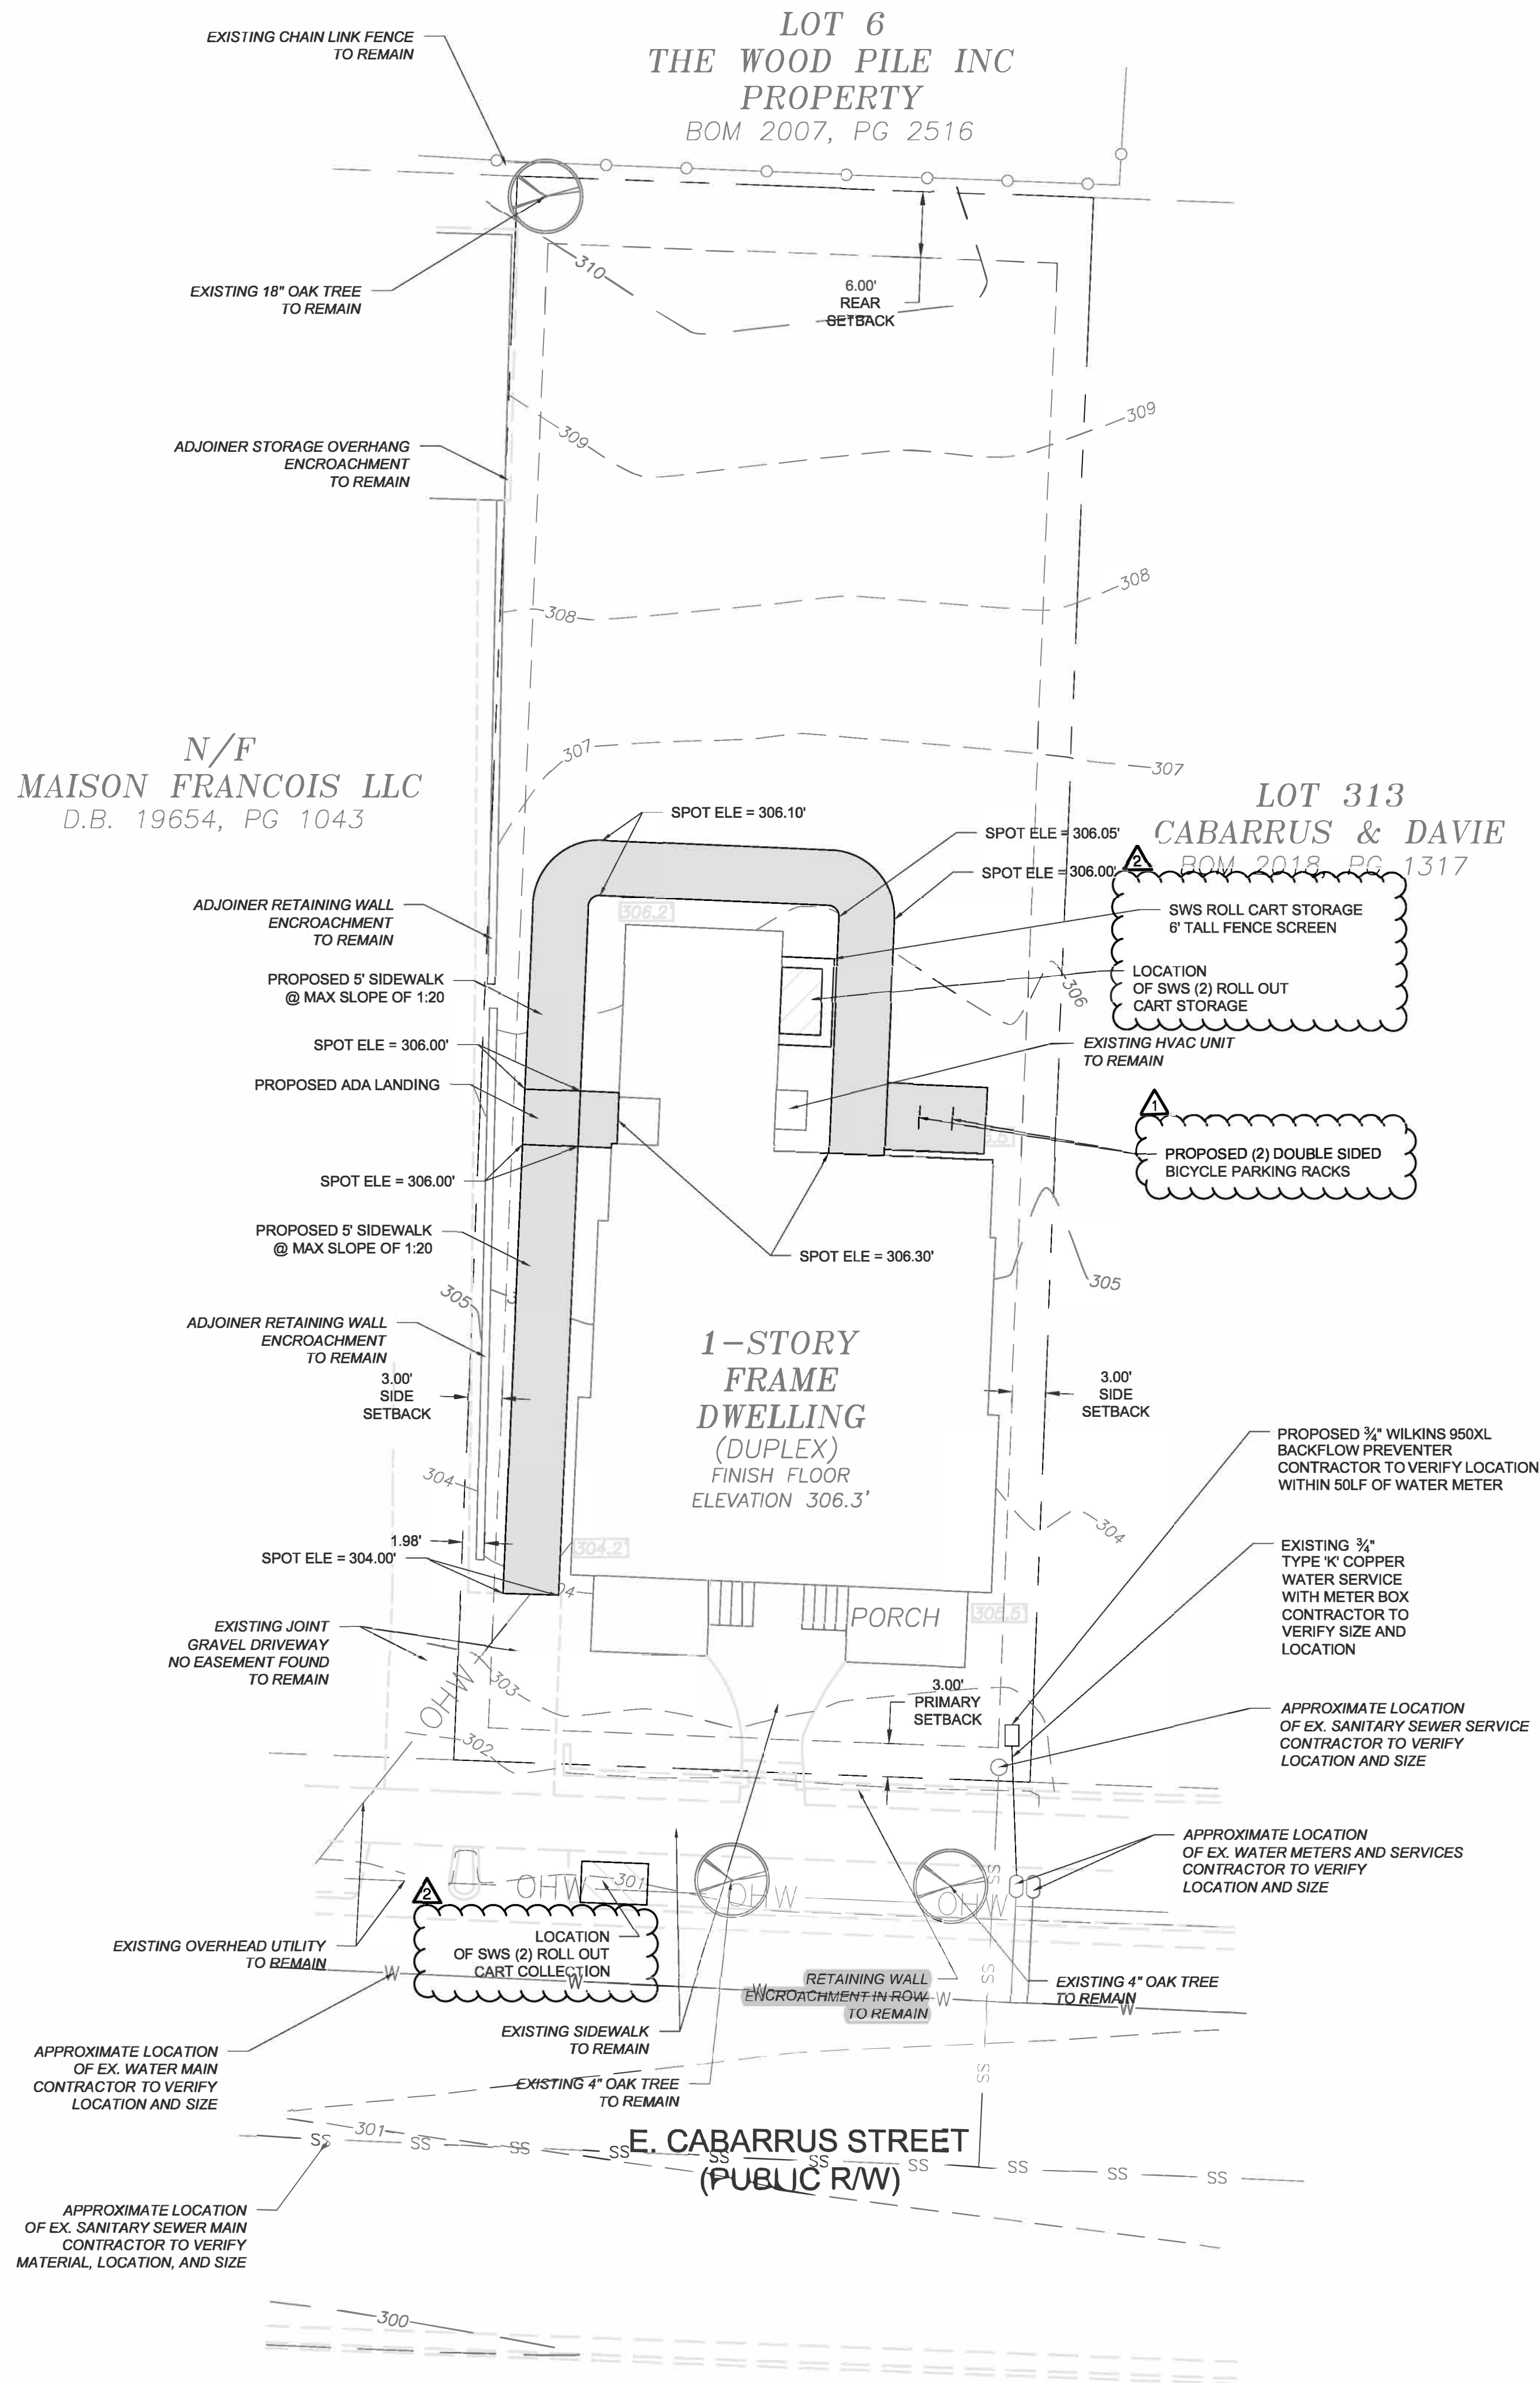 LOT 6
THE WOOD PILE INC
PROPERTY
BOM 2007, PG 2516
EXISTING CHAIN LINK FENCE
TO REMAIN
EXISTING 18" OAK TREE
TO REMAIN
310
6.00'
REAR
SETBACK
ADJOINER STORAGE OVERHANG
ENCROACHMENT
TO REMAIN
309
309
308
308
307
307
N/F
MAISON FRANCOIS LLC
D.B. 19654, PG 1043
LOT 313
CABARRUS & DAVIE
BOM 2018, PG 1317
SPOT ELE = 306.10'
SPOT ELE = 306.05'
SPOT ELE = 306.00'
2
SWS ROLL CART STORAGE
6' TALL FENCE SCREEN
LOCATION
OF SWS (2) ROLL OUT
CART STORAGE
306.2
306
ADJOINER RETAINING WALL
ENCROACHMENT
TO REMAIN
PROPOSED 5' SIDEWALK
@ MAX SLOPE OF 1:20
SPOT ELE = 306.00'
PROPOSED ADA LANDING
EXISTING HVAC UNIT
TO REMAIN
1
PROPOSED (2) DOUBLE SIDED
BICYCLE PARKING RACKS
SPOT ELE = 306.00'
PROPOSED 5' SIDEWALK
@ MAX SLOPE OF 1:20
SPOT ELE = 306.30'
305
305
ADJOINER RETAINING WALL
ENCROACHMENT
TO REMAIN
3.00'
SIDE
SETBACK
1-STORY
FRAME
DWELLING
(DUPLEX)
FINISH FLOOR
ELEVATION 306.3'
3.00'
SIDE
SETBACK
304
304
1.98'
SPOT ELE = 304.00'
304.2
04
PROPOSED ¾" WILKINS 950XL
BACKFLOW PREVENTER
CONTRACTOR TO VERIFY LOCATION
WITHIN 50LF OF WATER METER
EXISTING ¾"
TYPE 'K' COPPER
WATER SERVICE
WITH METER BOX
CONTRACTOR TO
VERIFY SIZE AND
LOCATION
PORCH
EXISTING JOINT
GRAVEL DRIVEWAY
NO EASEMENT FOUND
TO REMAIN
OHW
303
302
3.00'
PRIMARY
SETBACK
APPROXIMATE LOCATION
OF EX. SANITARY SEWER SERVICE
CONTRACTOR TO VERIFY
LOCATION AND SIZE
APPROXIMATE LOCATION
OF EX. WATER METERS AND SERVICES
CONTRACTOR TO VERIFY
LOCATION AND SIZE
OHW
301
OHW
OHW
SS
2
LOCATION
OF SWS (2) ROLL OUT
CART COLLECTION
EXISTING OVERHEAD UTILITY
TO REMAIN
W
W
W
W
W
RETAINING WALL
ENCROACHMENT IN ROW
TO REMAIN
SS
EXISTING 4" OAK TREE
TO REMAIN
EXISTING SIDEWALK
TO REMAIN
APPROXIMATE LOCATION
OF EX. WATER MAIN
CONTRACTOR TO VERIFY
LOCATION AND SIZE
EXISTING 4" OAK TREE
TO REMAIN
SS
301
SS
SS
SS
SS
SS
SS
SS
SS
SS
SS
E. CABARRUS STREET
(PUBLIC R/W)
APPROXIMATE LOCATION
OF EX. SANITARY SEWER MAIN
CONTRACTOR TO VERIFY
MATERIAL, LOCATION, AND SIZE
300